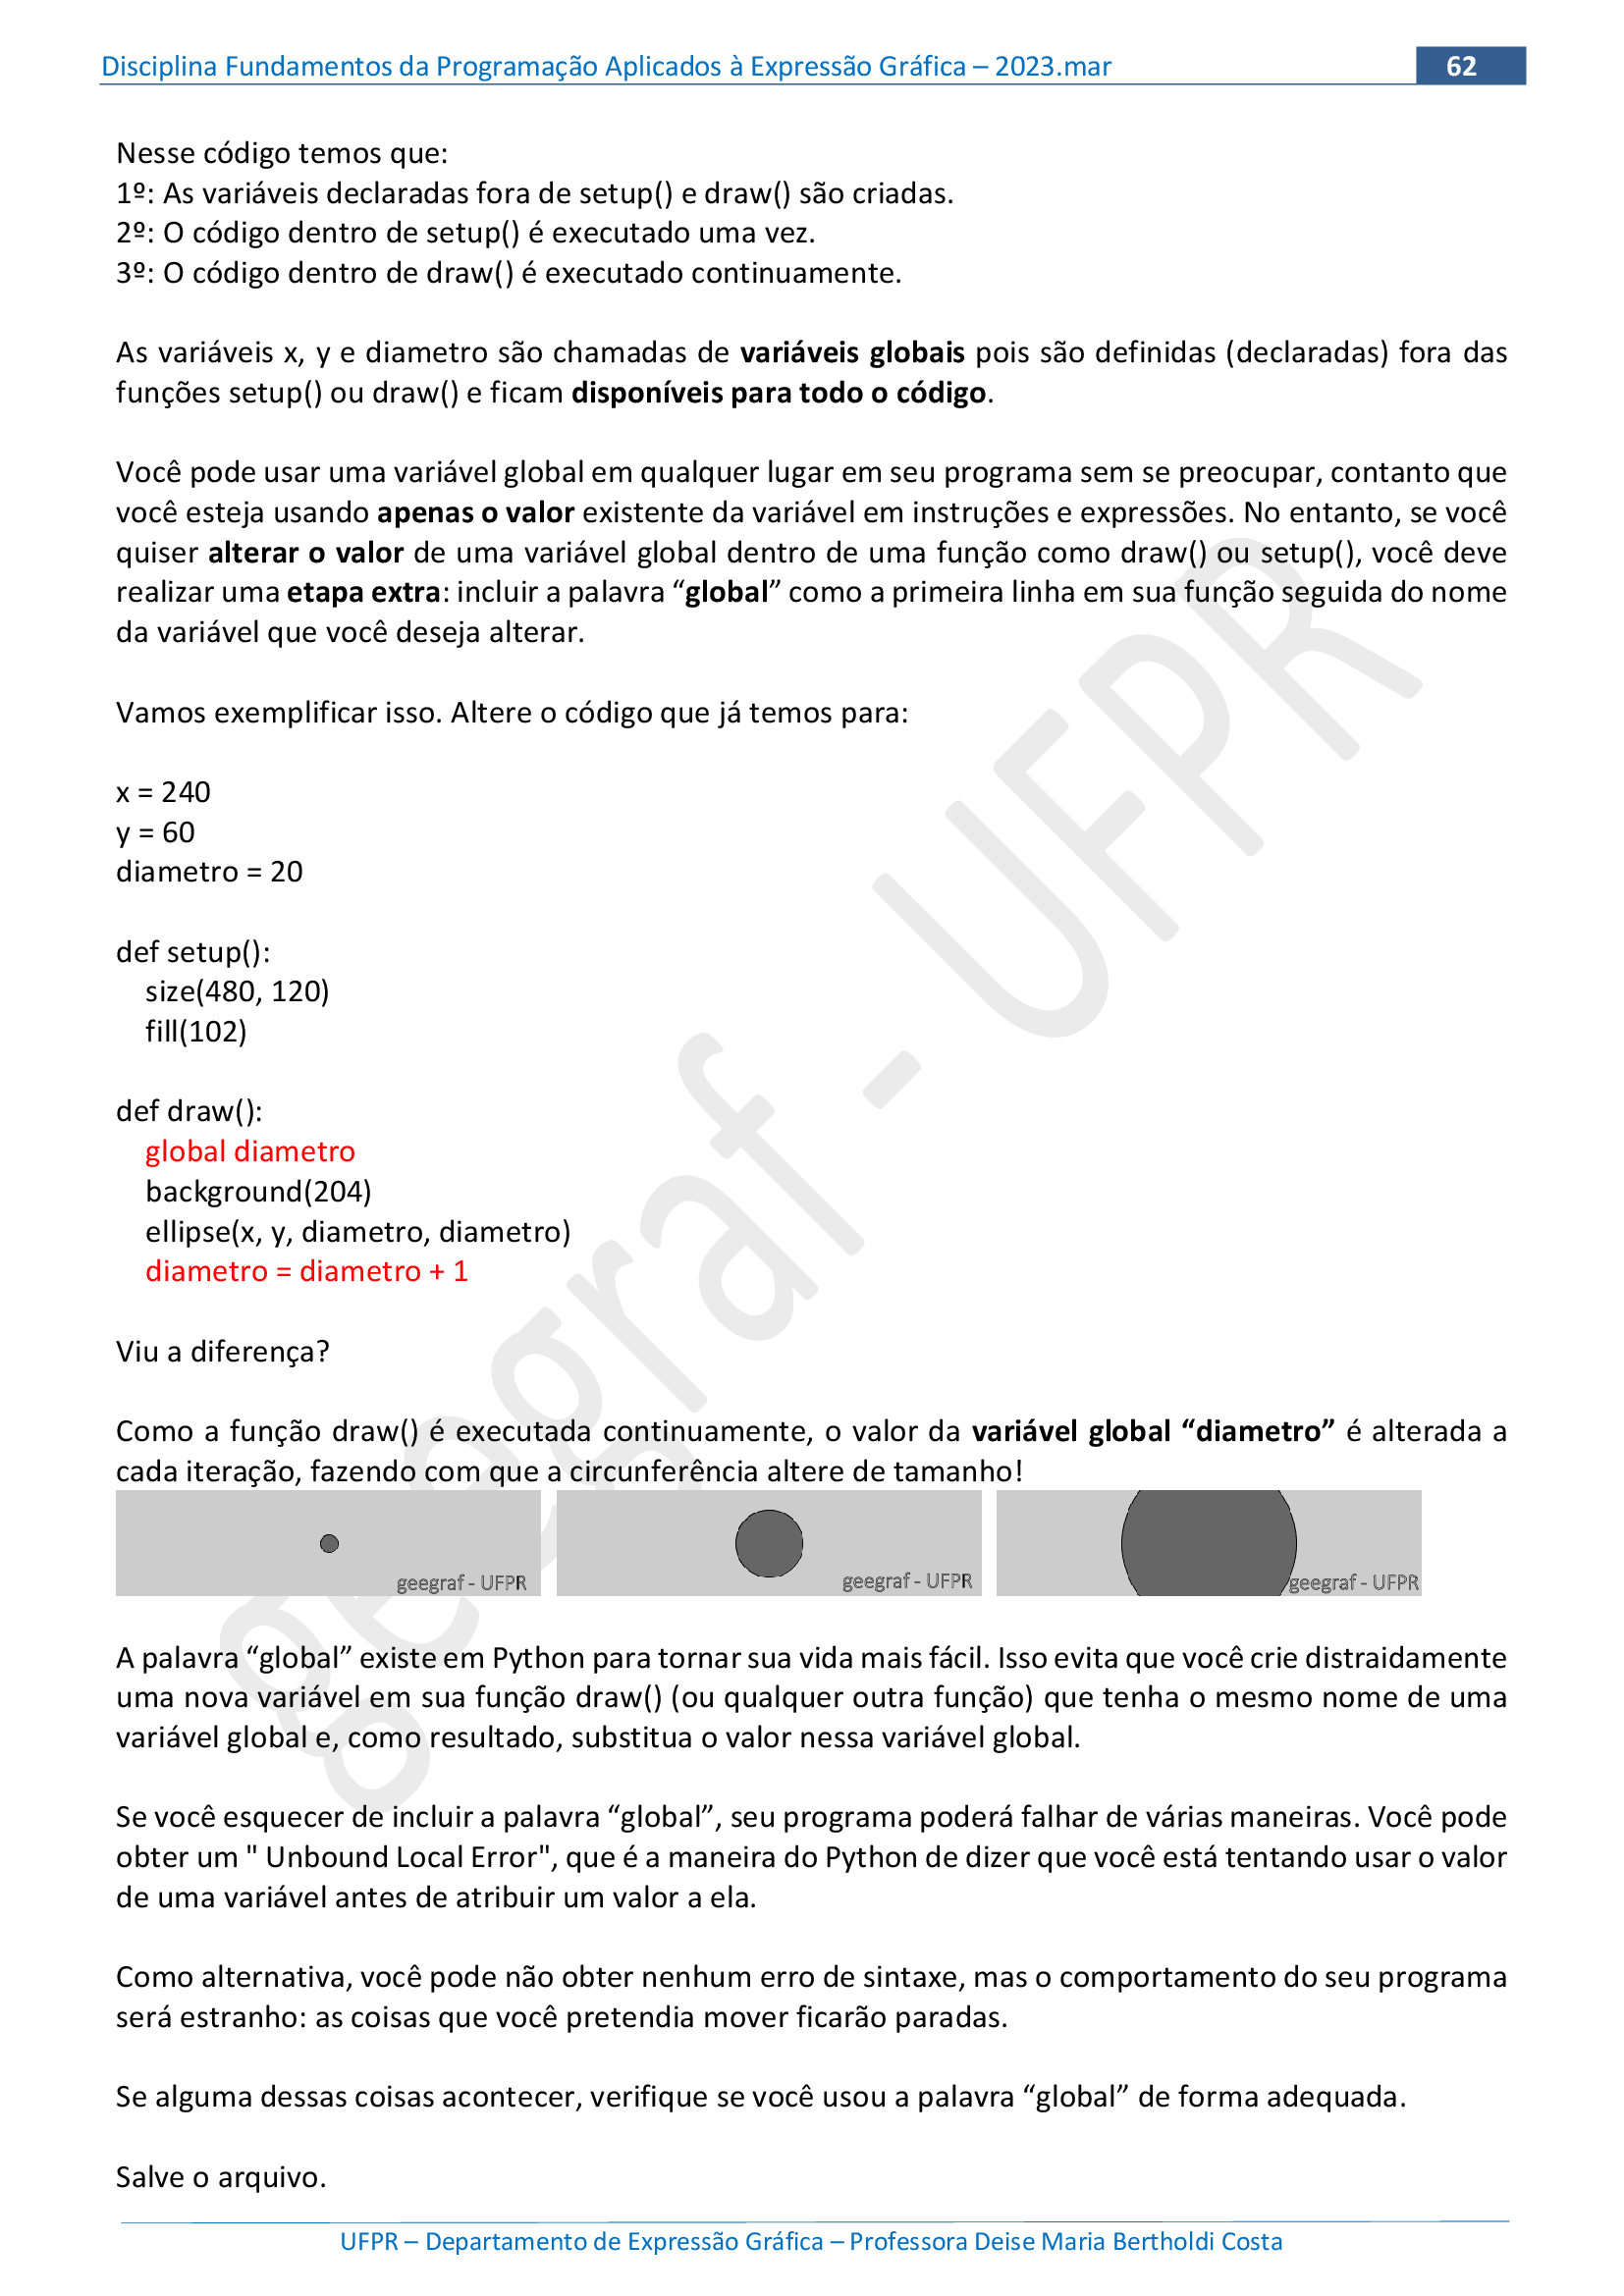 Disciplina Fundamentos da Programação Aplicados à Expressão Gráfica – 2023.mar 62
Nesse código temos que:
1º: As variáveis declaradas fora de setup() e draw() são criadas.
2º: O código dentro de setup() é executado uma vez.
3º: O código dentro de draw() é executado continuamente.
As variáveis x, y e diametro são chamadas de variáveis globais pois são definidas (declaradas) fora das
funções setup() ou draw() e ficam disponíveis para todo o código.
Você pode usar uma variável global em qualquer lugar em seu programa sem se preocupar, contanto que
você esteja usando apenas o valor existente da variável em instruções e expressões. No entanto, se você
quiser alterar o valor de uma variável global dentro de uma função como draw() ou setup(), você deve
realizar uma etapa extra: incluir a palavra “global” como a primeira linha em sua função seguida do nome
da variável que você deseja alterar.
Vamos exemplificar isso. Altere o código que já temos para:
x = 240
y = 60
diametro = 20
def setup():
size(480, 120)
fill(102)
def draw():
global diametro
background(204)
ellipse(x, y, diametro, diametro)
diametro = diametro + 1
Viu a diferença?
Como a função draw() é executada continuamente, o valor da variável global “diametro” é alterada a
cada iteração, fazendo com que a circunferência altere de tamanho!
geegraf - UFPR geegraf - UFPR geegraf - UFPR
A palavra “global” existe em Python para tornar sua vida mais fácil. Isso evita que você crie distraidamente
uma nova variável em sua função draw() (ou qualquer outra função) que tenha o mesmo nome de uma
variável global e, como resultado, substitua o valor nessa variável global.
Se você esquecer de incluir a palavra “global”, seu programa poderá falhar de várias maneiras. Você pode
obter um " Unbound Local Error", que é a maneira do Python de dizer que você está tentando usar o valor
de uma variável antes de atribuir um valor a ela.
Como alternativa, você pode não obter nenhum erro de sintaxe, mas o comportamento do seu programa
será estranho: as coisas que você pretendia mover ficarão paradas.
Se alguma dessas coisas acontecer, verifique se você usou a palavra “global” de forma adequada.
Salve o arquivo.
UFPR – Departamento de Expressão Gráfica – Professora Deise Maria Bertholdi Costa
geegraf - UFPR